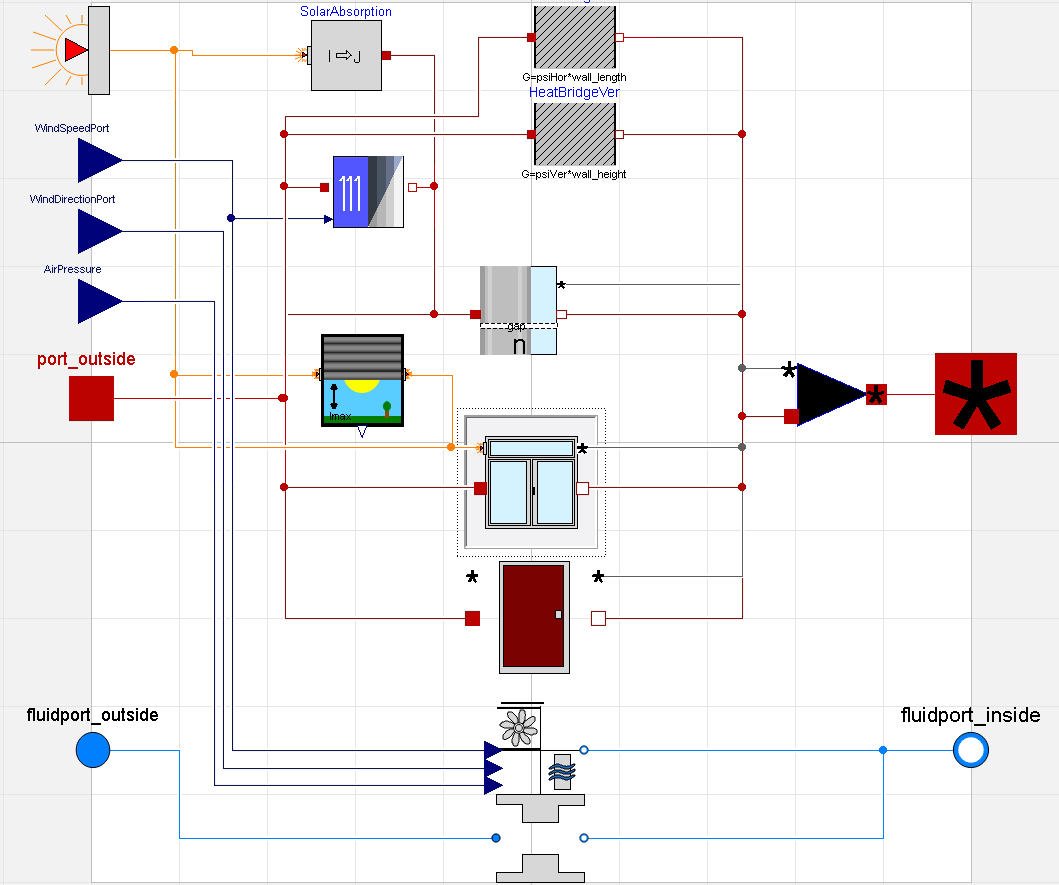 SolarAbsorption
I⇨J
G=psiHor*wall_length
HeatBridgeVer
G=psiVer*wall_height
WindSpeedPort
WindDirectionPort
AirPressure
gap
n
port_outside
Imax
fluidport_outside
fluidport_inside